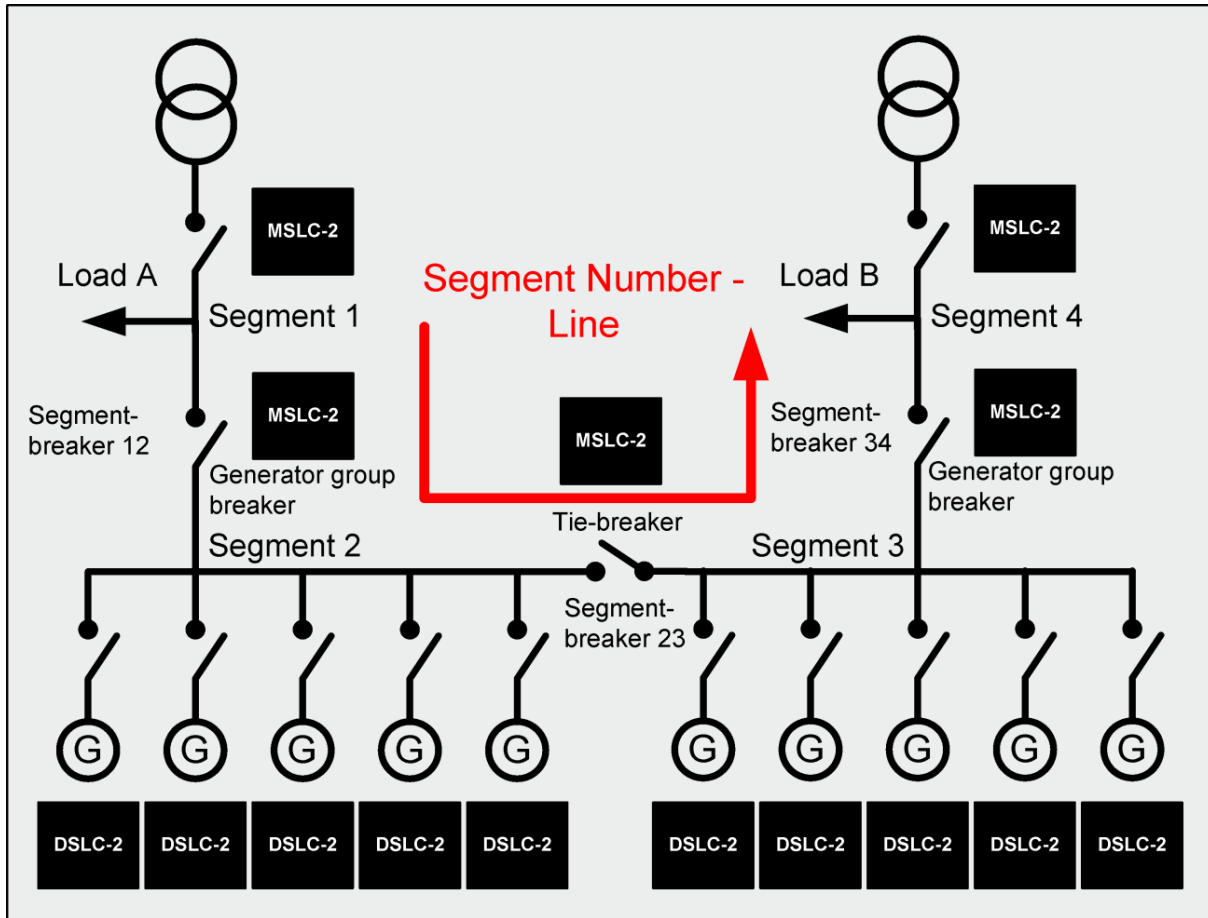 MSLC-2
MSLC-2
Load A
Segment Number -
Line
Load B
Segment 1
Segment 4
Segment-
breaker 12
MSLC-2
Generator group
breaker
MSLC-2
Segment-
breaker 34
MSLC-2
Generator group
breaker
Tie-breaker
Segment 2
Segment 3
Segment-
breaker 23
G
G
G
G
G
G
G
G
G
G
DSLC-2
DSLC-2
DSLC-2
DSLC-2
DSLC-2
DSLC-2
DSLC-2
DSLC-2
DSLC-2
DSLC-2